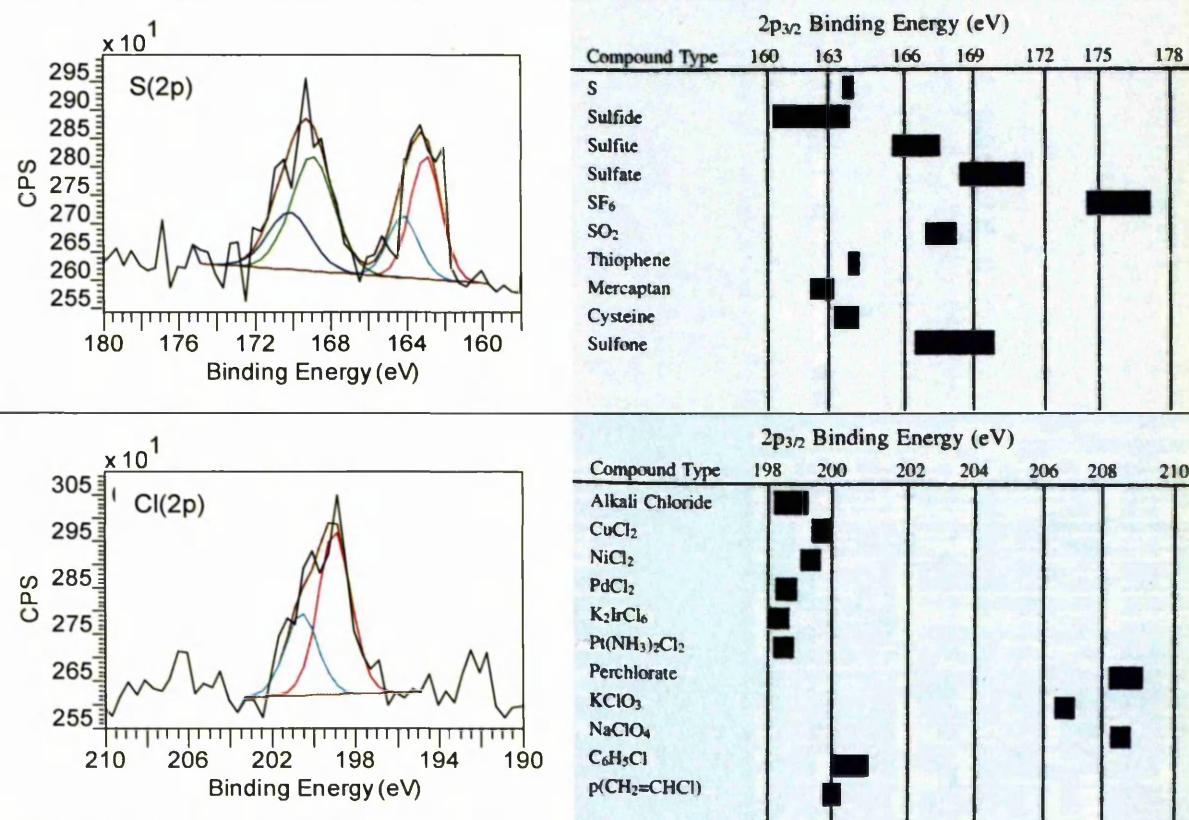 x 10¹
S(2p)
295
290
285
280
275
270
265
260
255
CPS
180 176 172 168 164 160
Binding Energy (eV)
2p3/2 Binding Energy (eV)
Compound Type 160 163 166 169 172 175 178
S
Sulfide
Sulfite
Sulfate
SF₆
SO₂
Thiophene
Mercaptan
Cysteine
Sulfone
x 10¹
Cl(2p)
305
295
285
275
265
255
CPS
210 206 202 198 194 190
Binding Energy (eV)
2p3/2 Binding Energy (eV)
Compound Type 198 200 202 204 206 208 210
Alkali Chloride
CuCl₂
NiCl₂
PdCl₂
K₂IrCl₆
Pt(NH₃)₂Cl₂
Perchlorate
KClO₃
NaClO₄
C₆H₅Cl
p(CH₂=CHCl)